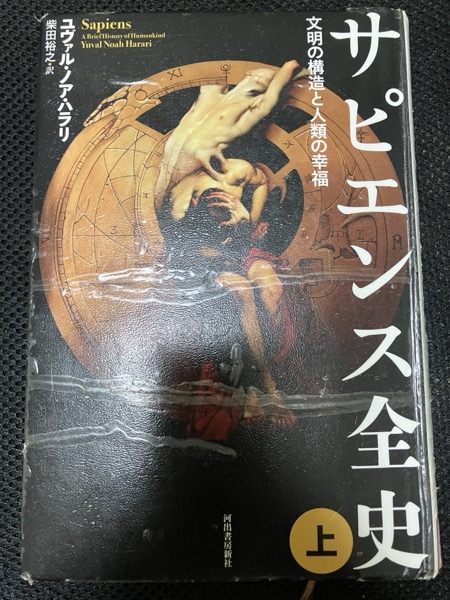 サピエンス全史
上
文明の構造と人類の幸福
Sapiens
A Brief History of Humankind
Yuval Noah Harari
ユヴァル・ノア・ハラリ
柴田裕之・訳
河出書房新社